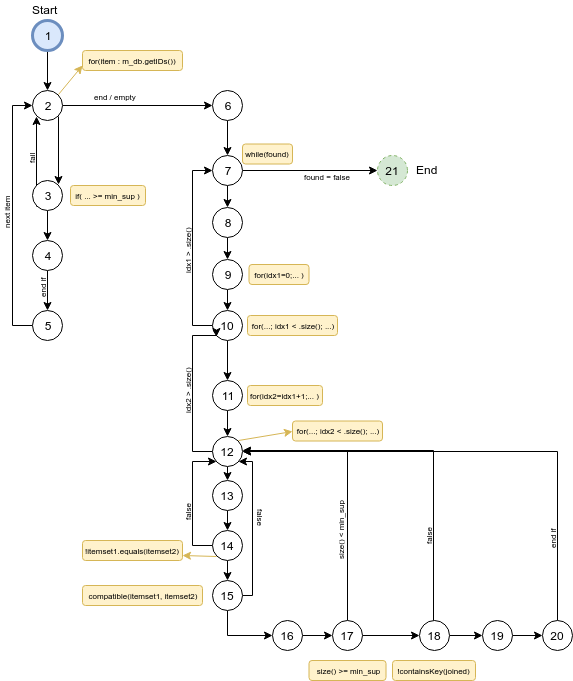 Start
1
for(item : m_db.getIDs())
2
end / empty
6
while(found)
fail
7
found = false
21
End
3
if( ... >= min_sup )
next item
8
idx1 > .size()
4
9
for(idx1=0;... )
end if
5
10
for(...; idx1 < .size(); ...)
idx2 > .size()
11
for(idx2=idx1+1;... )
for(...; idx2 < .size(); ...)
12
13
false
false
14
!itemset1.equals(itemset2)
size() < min_sup
false
end if
compatible(itemset1, itemset2)
15
16
17
18
19
20
size() >= min_sup
!containsKey(joined)